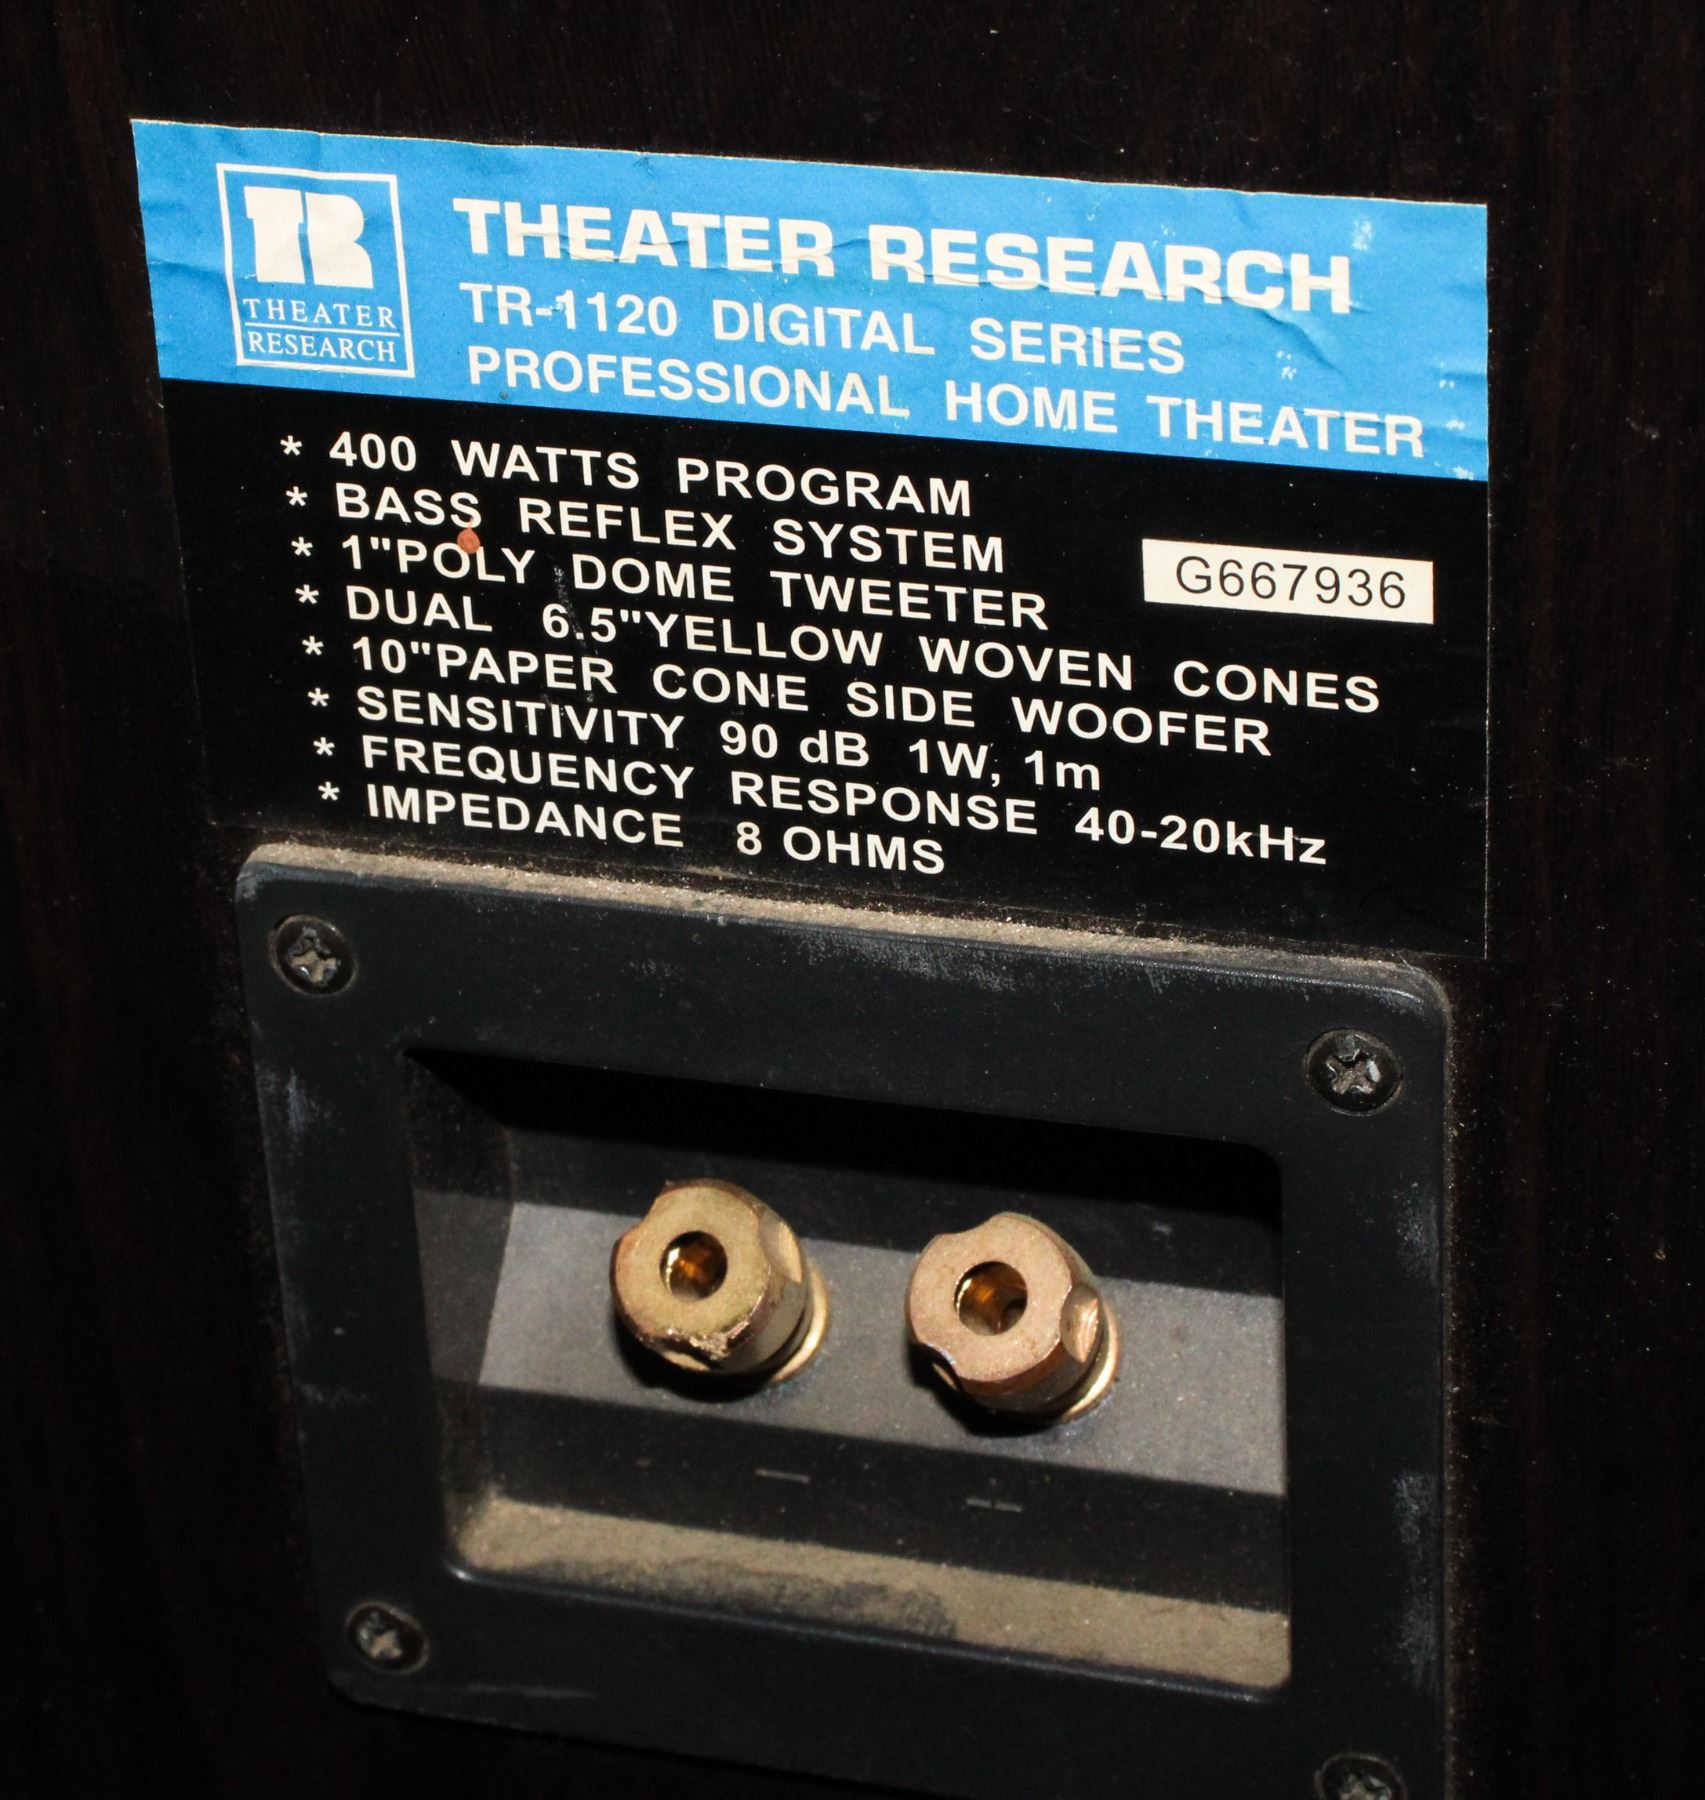 TR
THEATER
RESEARCH
THEATER RESEARCH
TR-1120 DIGITAL SERIES
PROFESSIONAL HOME THEATER
* 400 WATTS PROGRAM
* BASS REFLEX SYSTEM
* 1"POLY DOME TWEETER
* DUAL 6.5"YELLOW WOVEN CONES
* 10"PAPER CONE SIDE WOOFER
* SENSITIVITY 90 dB 1W, 1m
* FREQUENCY RESPONSE 40-20kHz
* IMPEDANCE 8 OHMS
G667936